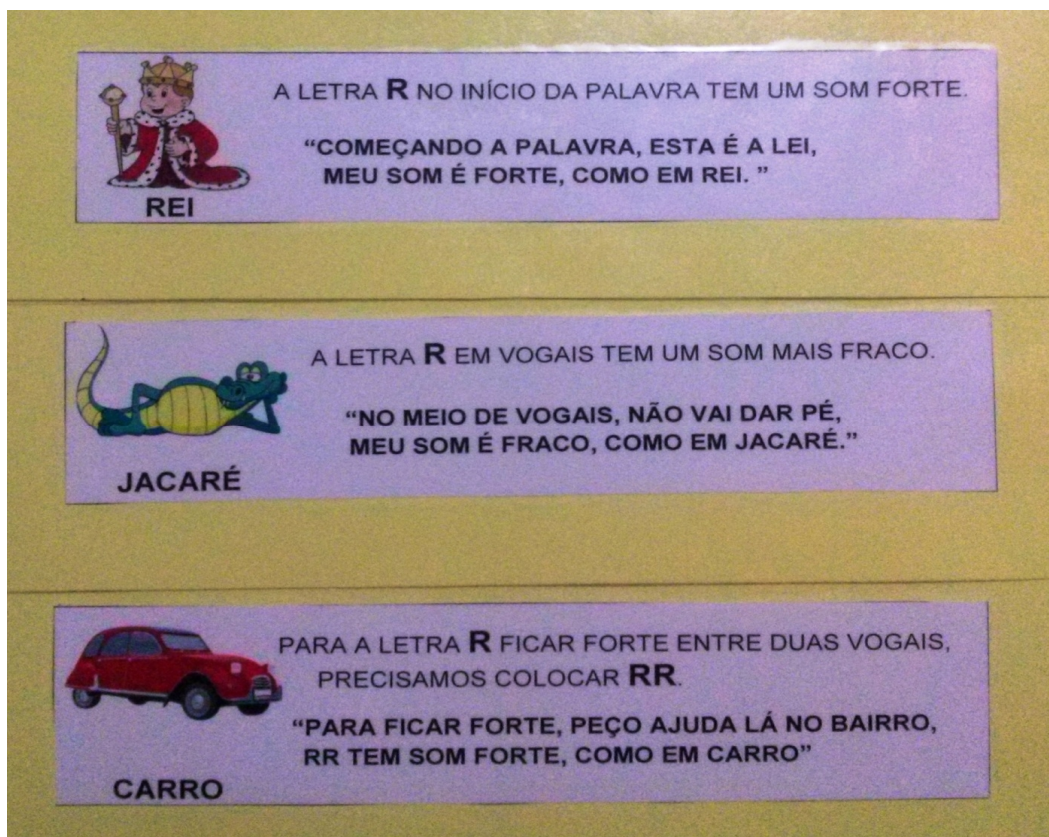 A LETRA R NO INÍCIO DA PALAVRA TEM UM SOM FORTE.
“COMEÇANDO A PALAVRA, ESTA É A LEI,
MEU SOM É FORTE, COMO EM REI. ”
REI
A LETRA R EM VOGAIS TEM UM SOM MAIS FRACO.
“NO MEIO DE VOGAIS, NÃO VAI DAR PÉ,
MEU SOM É FRACO, COMO EM JACARÉ.”
JACARÉ
PARA A LETRA R FICAR FORTE ENTRE DUAS VOGAIS,
PRECISAMOS COLOCAR RR.
“PARA FICAR FORTE, PEÇO AJUDA LÁ NO BAIRRO,
RR TEM SOM FORTE, COMO EM CARRO”
CARRO